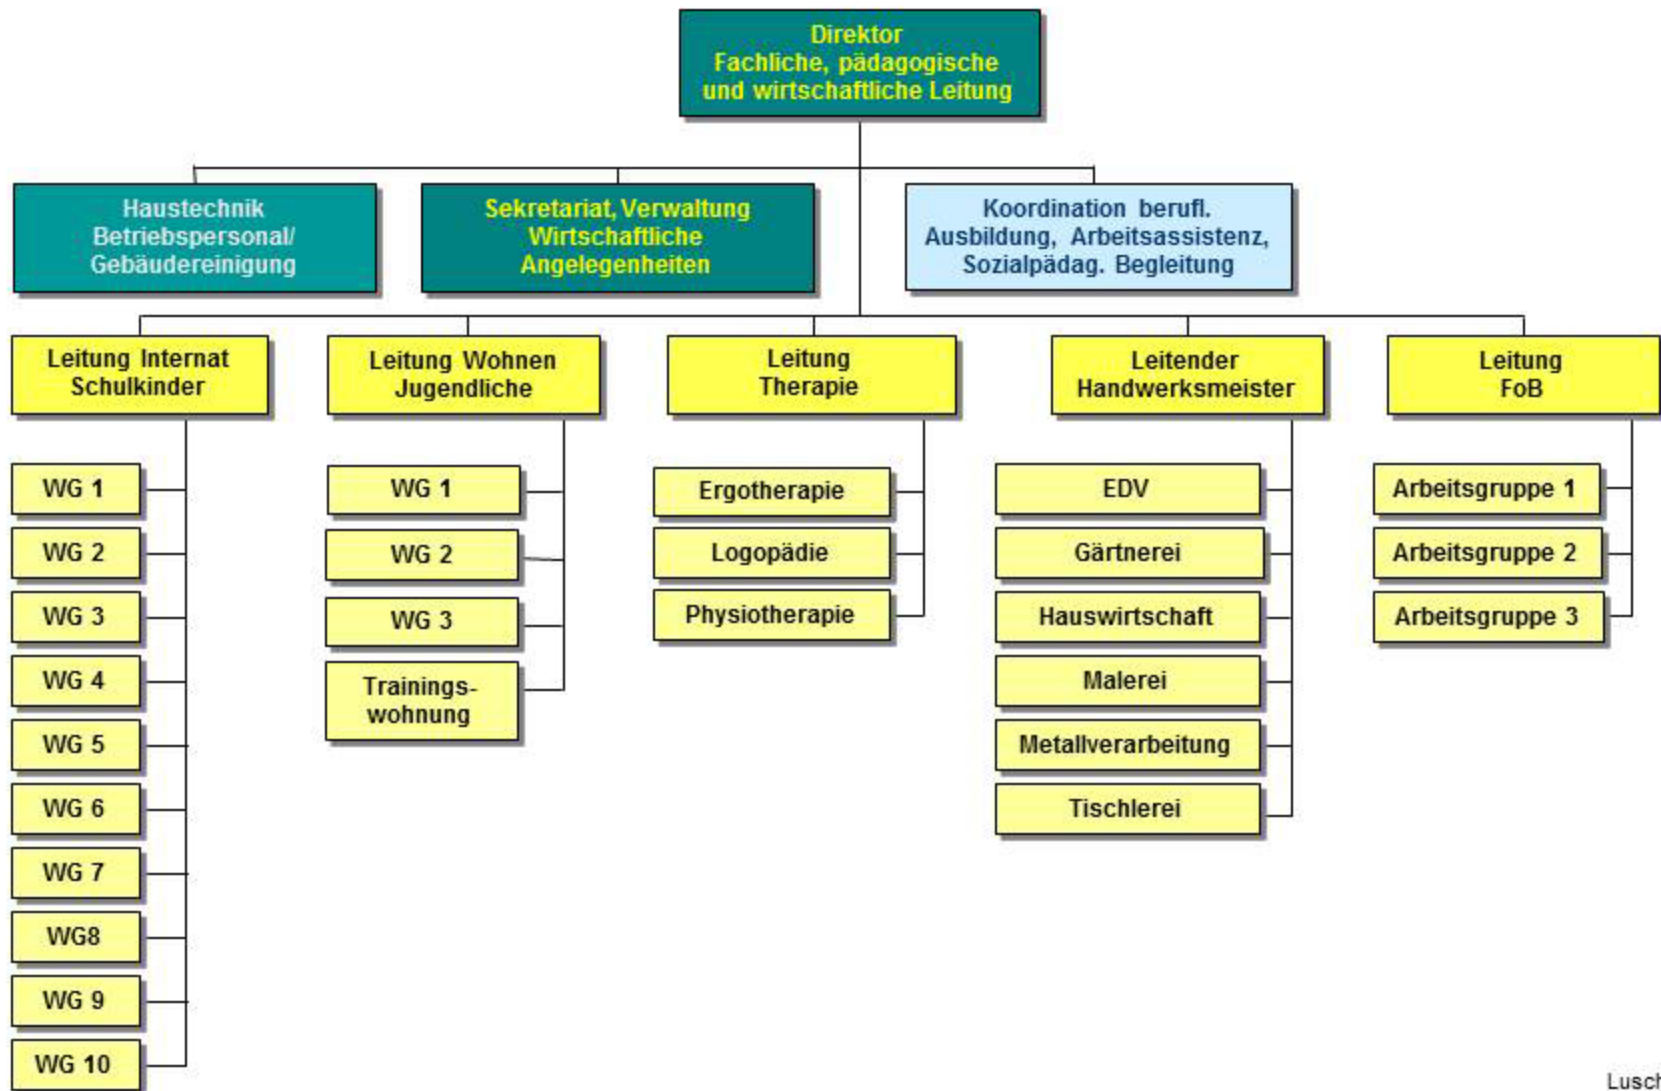 Direktor
Fachliche, pädagogische
und wirtschaftliche Leitung
Haustechnik
Betriebspersonal/
Gebäudereinigung
Sekretariat, Verwaltung
Wirtschaftliche
Angelegenheiten
Koordination berufl.
Ausbildung, Arbeitsassistenz,
Sozialpädag. Begleitung
Leitung Internat
Schulkinder
WG 1
WG 2
WG 3
WG 4
WG 5
WG 6
WG 7
WG8
WG 9
WG 10
Leitung Wohnen
Jugendliche
WG 1
WG 2
WG 3
Trainings-
wohnung
Leitung
Therapie
Ergotherapie
Logopädie
Physiotherapie
Leitender
Handwerksmeister
EDV
Gärtnerei
Hauswirtschaft
Malerei
Metallverarbeitung
Tischlerei
Leitung
FoB
Arbeitsgruppe 1
Arbeitsgruppe 2
Arbeitsgruppe 3
Lusch